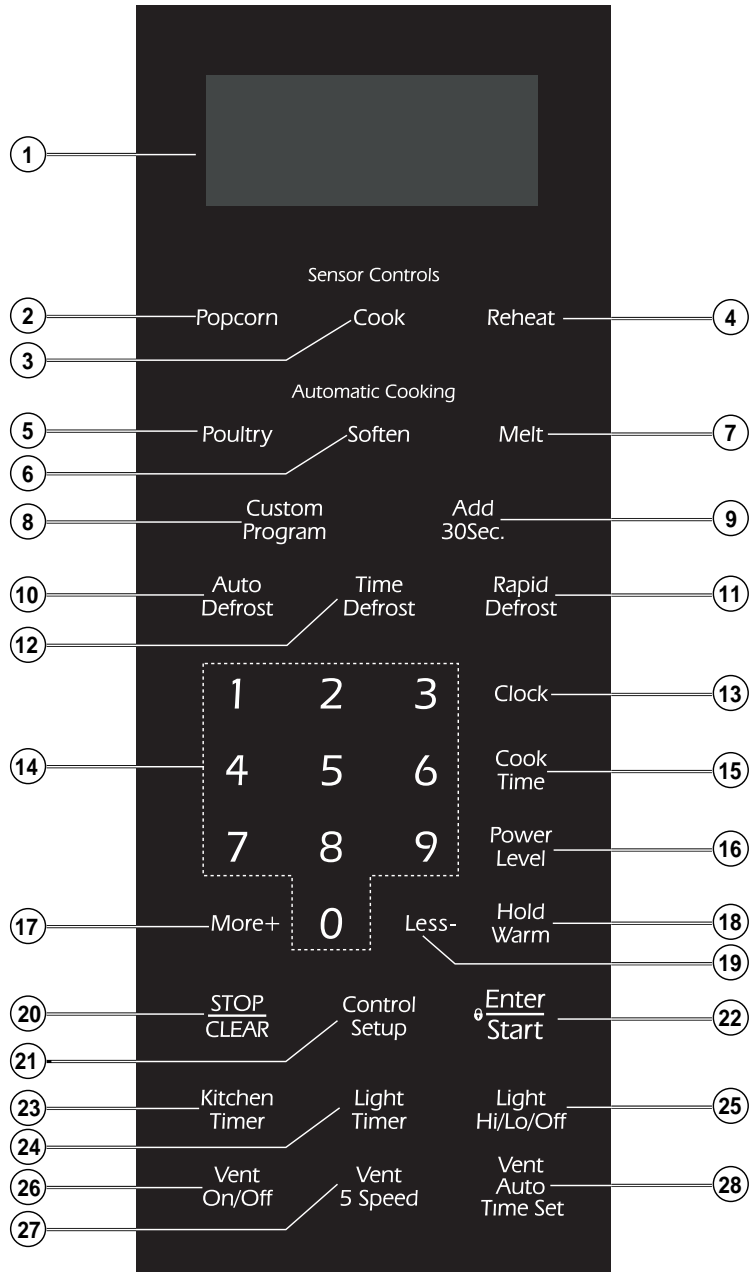 1
Sensor Controls
2 Popcorn Cook Reheat 4
3
Automatic Cooking
5 Poultry Soften Melt 7
6
Custom Add
8 Program 30Sec. 9
Auto Time Rapid
10 Defrost Defrost Defrost 11
12
1 2 3 Clock 13
14 4 5 6 Cook 15
Time
7 8 9 Power 16
Level
17 More+ 0 Less- Hold 18
Warm
19
20 STOP Control Enter 22
CLEAR Setup Start
21
23 Kitchen Light Light 25
Timer Timer Hi/Lo/Off
24
26 Vent Vent Vent 28
On/Off 5 Speed Auto
Time Set
27